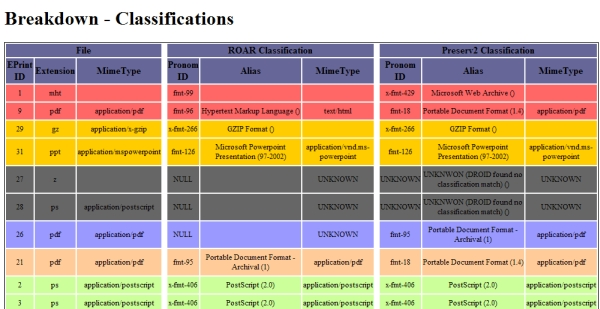 Breakdown - Classifications
File ROAR Classification Preserv2 Classification
EPrint ID Extension MimeType Pronom ID Alias MimeType Pronom ID Alias MimeType
1 mht fmt-99 x-fmt-429 Microsoft Web Archive ()
9 pdf application/pdf fmt-96 Hypertext Markup Language () text/html fmt-18 Portable Document Format (1.4) application/pdf
29 gz application/x-gzip x-fmt-266 GZIP Format () x-fmt-266 GZIP Format ()
31 ppt application/mspowerpoint fmt-126 Microsoft Powerpoint Presentation (97-2002) application/vnd.ms-powerpoint fmt-126 Microsoft Powerpoint Presentation (97-2002) application/vnd.ms-powerpoint
27 z NULL UNKNOWN UNKNOWN UNKNWON (DROID found no classification match) () UNKNOWN
28 ps application/postscript NULL UNKNOWN UNKNOWN UNKNWON (DROID found no classification match) () UNKNOWN
26 pdf application/pdf NULL UNKNOWN fmt-95 Portable Document Format - Archival (1) application/pdf
21 pdf application/pdf fmt-95 Portable Document Format - Archival (1) application/pdf fmt-18 Portable Document Format (1.4) application/pdf
2 ps application/postscript x-fmt-406 PostScript (2.0) application/postscript x-fmt-406 PostScript (2.0) application/postscript
3 ps application/postscript x-fmt-406 PostScript (2.0) application/postscript x-fmt-406 PostScript (2.0) application/postscript